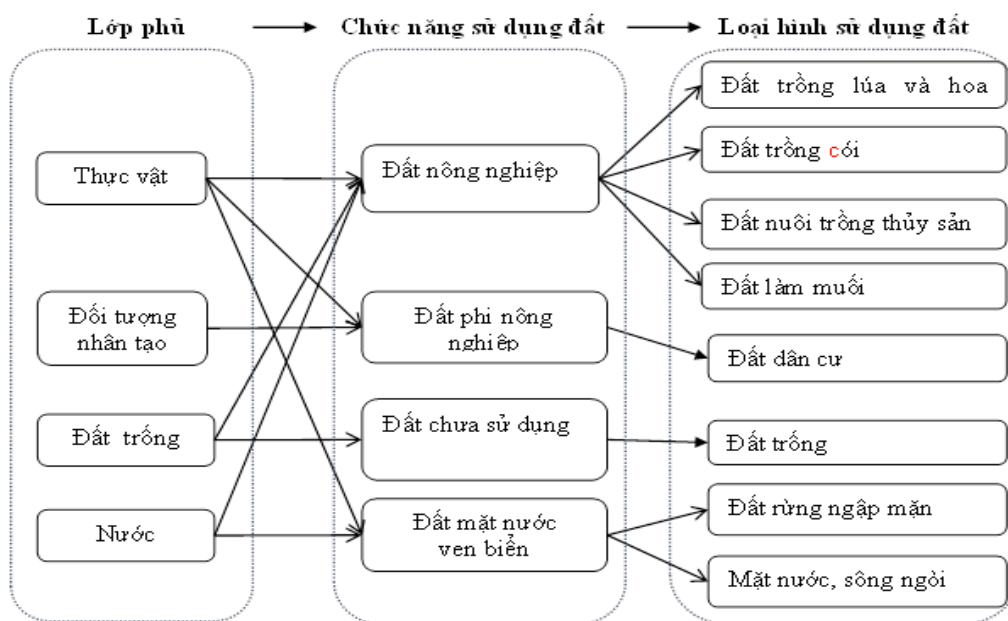 Lớp phủ
Chức năng sử dụng đất
Loại hình sử dụng đất
Thực vật
Đối tượng
nhân tạo
Đất trống
Nước
Đất nông nghiệp
Đất phi nông
nghiệp
Đất chưa sử dụng
Đất mặt nước
ven biển
Đất trồng lúa và hoa
Đất trồng cói
Đất nuôi trồng thủy sản
Đất làm muối
Đất dân cư
Đất trống
Đất rừng ngập mặn
Mặt nước, sông ngòi